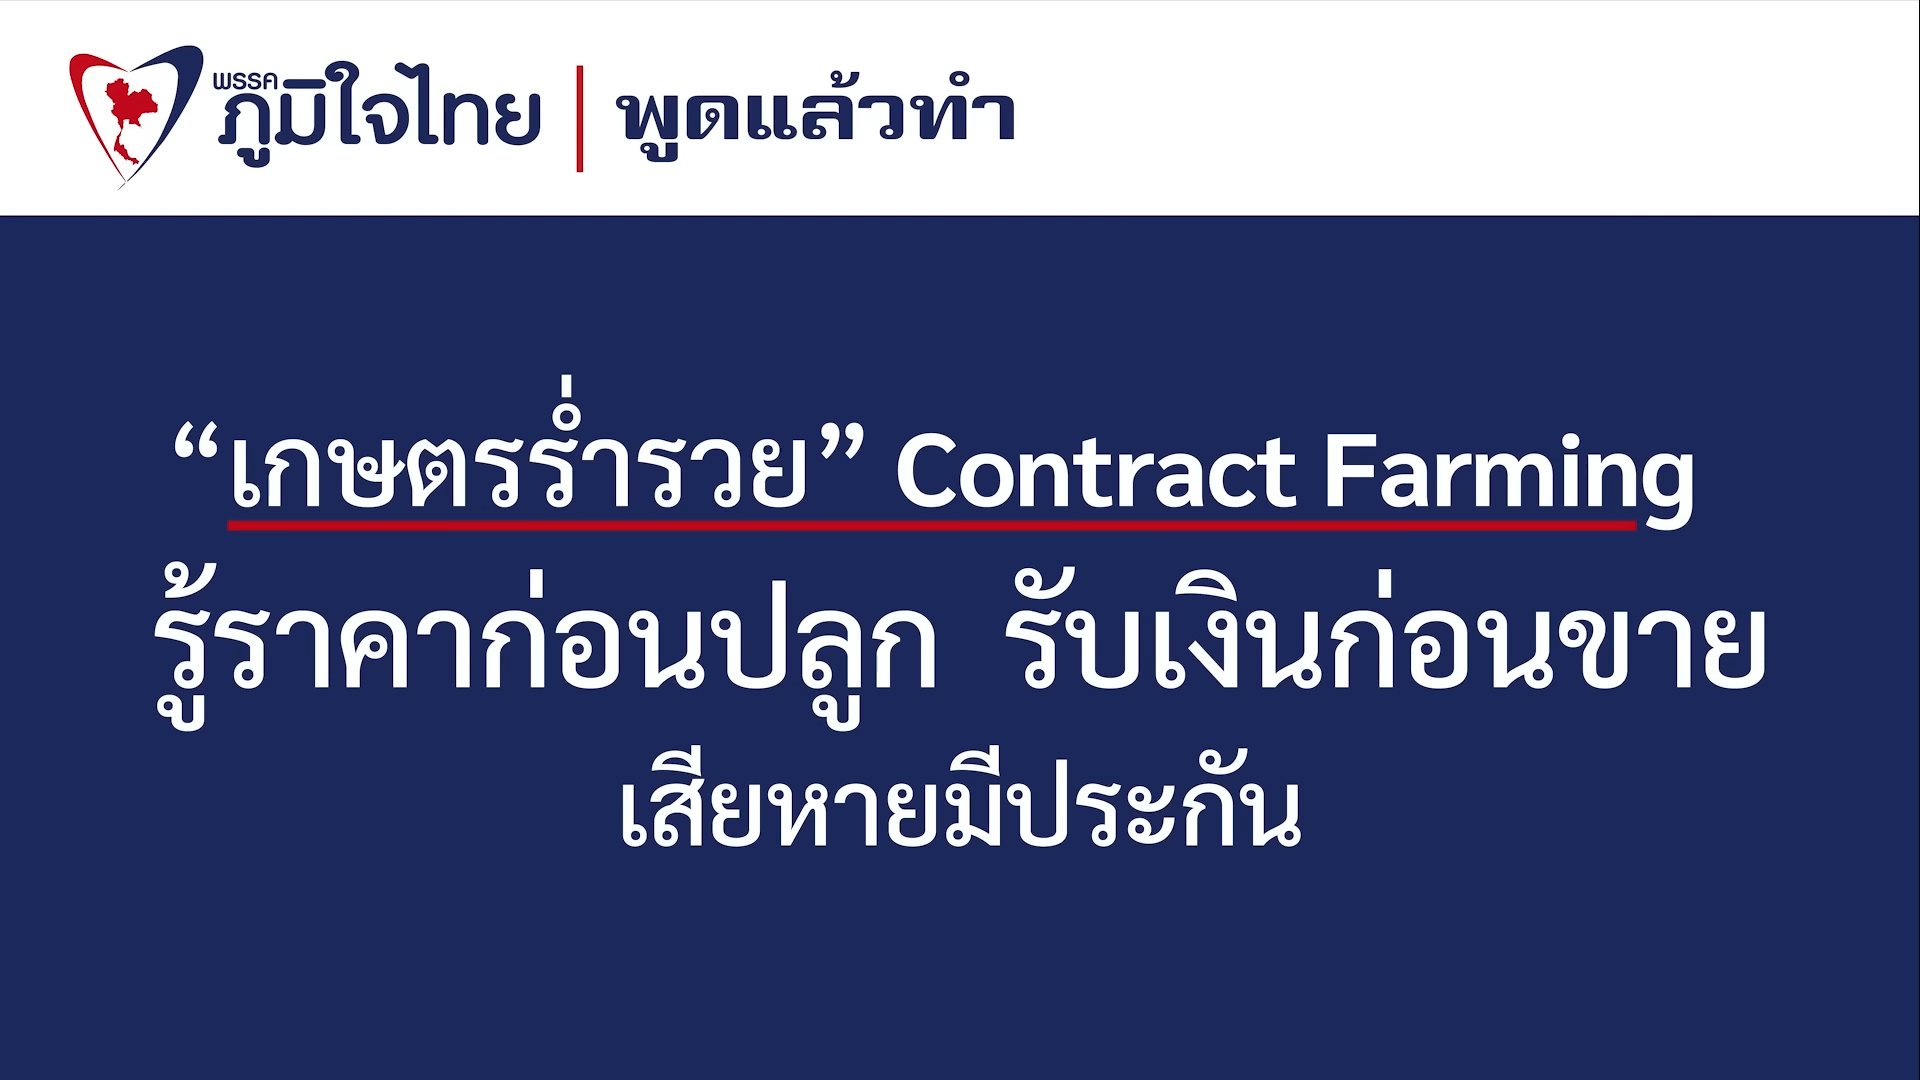 พรรค
ภูมิใจไทย | พูดแล้วทำ
“เกษตรร่ำรวย” Contract Farming
รู้ราคาก่อนปลูก รับเงินก่อนขาย
เสียหายมีประกัน